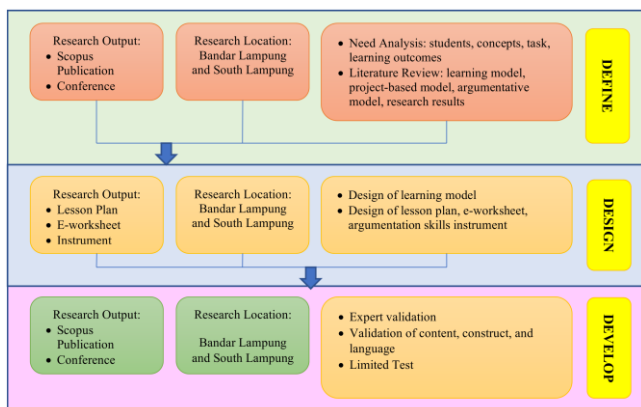 Research Output:
• Scopus
Publication
• Conference
Research Location:
Bandar Lampung
and South Lampung
• Need Analysis: students, concepts, task,
learning outcomes
• Literature Review: learning model,
project-based model, argumentative
model, research results
DEFINE
Research Output:
• Lesson Plan
• E-worksheet
• Instrument
Research Location:
Bandar Lampung
and South Lampung
• Design of learning model
• Design of lesson plan, e-worksheet,
argumentation skills instrument
DESIGN
Research Output:
• Scopus
Publication
• Conference
Research Location:
Bandar Lampung
and South Lampung
• Expert validation
• Validation of content, construct, and
language
• Limited Test
DEVELOP